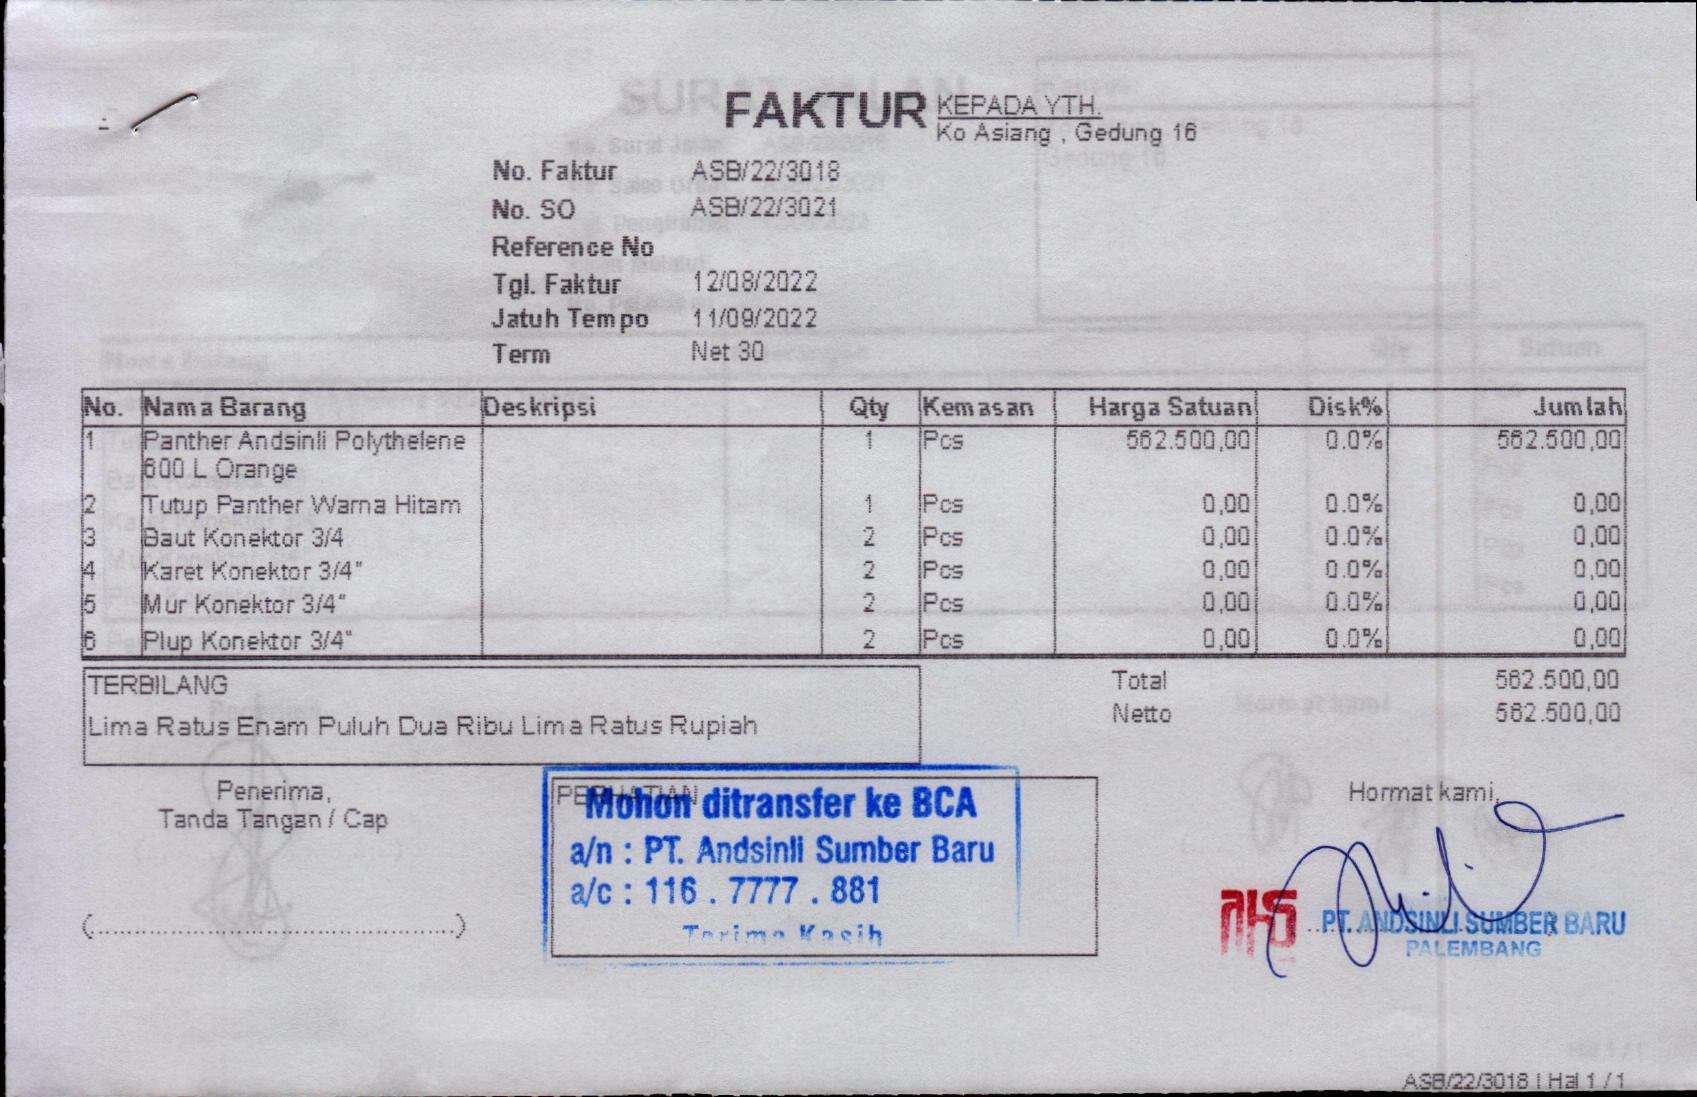 FAKTUR
KEPADA YTH.
Ko Asiang , Gedung 16
No. Faktur ASB/22/3018
No. SO ASB/22/3021
Reference No
Tgl. Faktur 12/08/2022
Jatuh Tempo 11/09/2022
Term Net 30
No. Nama Barang Deskripsi Qty Kemasan Harga Satuan Disk% Jumlah
1 Panther Andsinli Polythelene 1 Pcs 562.500,00 0.0% 562.500,00
600 L Orange
2 Tutup Panther Warna Hitam 1 Pcs 0,00 0.0% 0,00
3 Baut Konektor 3/4 2 Pcs 0,00 0.0% 0,00
4 Karet Konektor 3/4" 2 Pcs 0,00 0.0% 0,00
5 Mur Konektor 3/4" 2 Pcs 0,00 0.0% 0,00
6 Plup Konektor 3/4" 2 Pcs 0,00 0.0% 0,00
TERBILANG
Lima Ratus Enam Puluh Dua Ribu Lima Ratus Rupiah
Total 562.500,00
Netto 562.500,00
Penerima,
Tanda Tangan / Cap
PERHATIAN
Mohon ditransfer ke BCA
a/n : PT. Andsinli Sumber Baru
a/c : 116 . 7777 . 881
Terima Kasih
Hormat kami,
PT. ANDSINLI SUMBER BARU
PALEMBANG
ASB/22/3018 | Hal 1 / 1